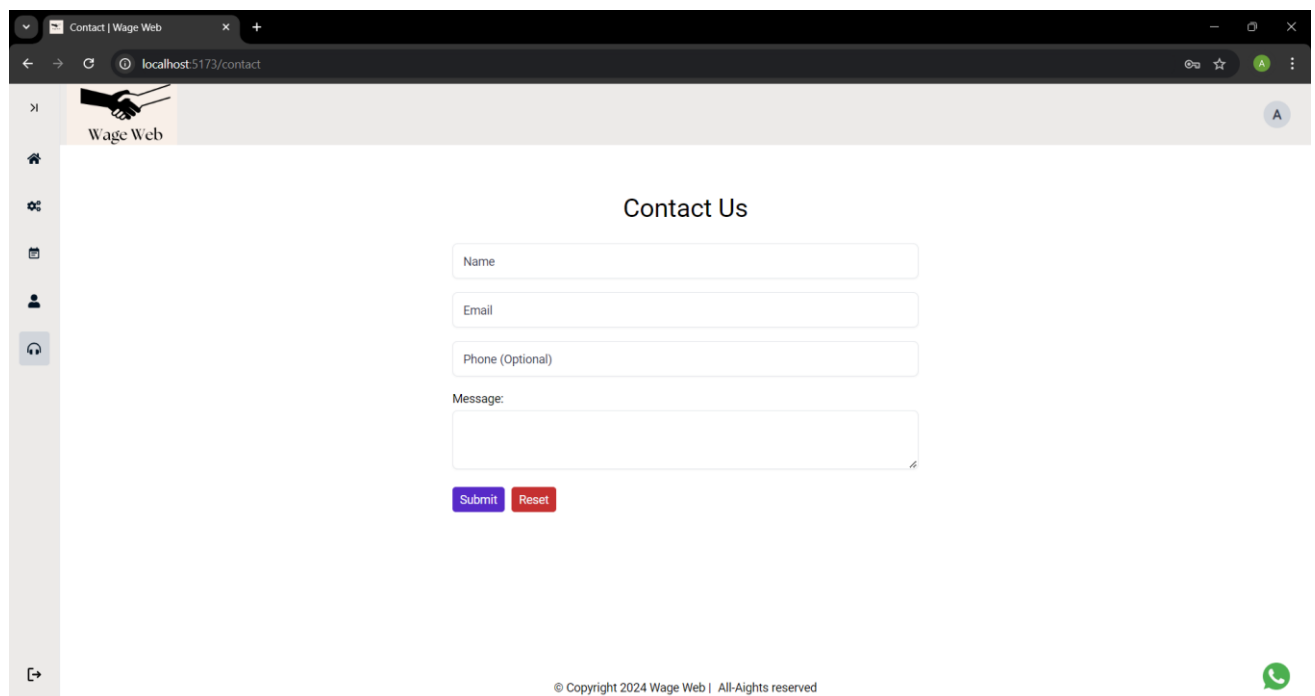 Contact | Wage Web
localhost:5173/contact
A
Wage Web
A
Contact Us
Name
Email
Phone (Optional)
Message:
Submit Reset
© Copyright 2024 Wage Web | All-Aights reserved